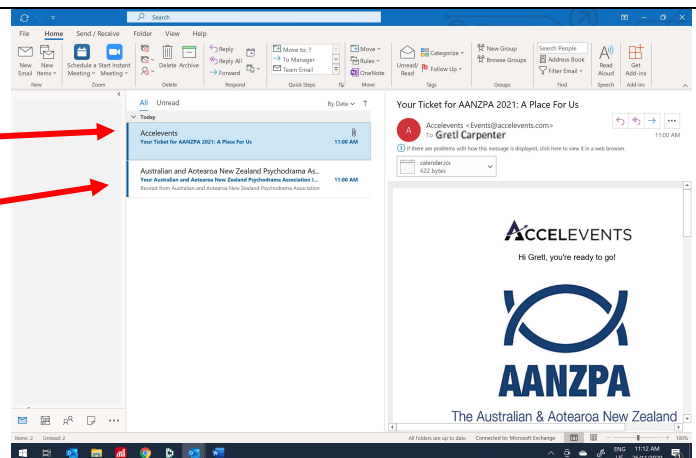 Search
File Home Send / Receive Folder View Help
New Email
New Items
Schedule a Meeting
Start Instant Meeting
Delete Archive
Reply
Reply All
Forward
Move to: ?
To Manager
Team Email
Move
Rules
OneNote
Unread/ Read
Categorize
Follow Up
New Group
Browse Groups
Search People
Address Book
Filter Email
Read Aloud
Get Add-ins
New Zoom Delete Respond Quick Steps Move Tags Groups Find Speech Add-ins
All Unread By Date
Today
Accelevents
Your Ticket for AANZPA 2021: A Place For Us 11:00 AM
Australian and Aotearoa New Zealand Psychodrama As...
Your Australian and Aotearoa New Zealand Psychodrama Association I... 11:00 AM
Receipt from Australian and Aotearoa New Zealand Psychodrama Association
Your Ticket for AANZPA 2021: A Place For Us
A
Accelevents <Events@accelevents.com>
To Gretl Carpenter
11:00 AM
If there are problems with how this message is displayed, click here to view it in a web browser.
calendar.ics
622 bytes
ACCELEVENTS
Hi Gretl, you're ready to go!
AANZPA
The Australian & Aotearoa New Zealand
Items: 2 Unread: 2 All folders are up to date. Connected to: Microsoft Exchange 100%
ENG 11:12 AM
US 26/11/2020